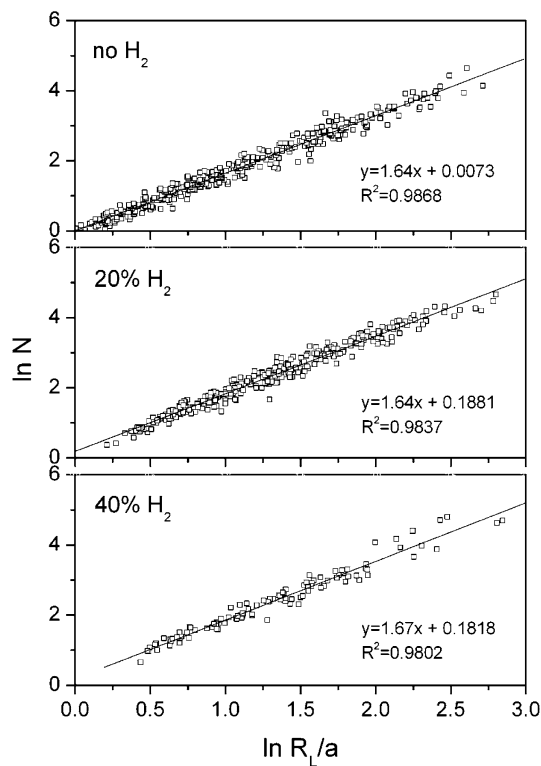 no H₂
6
4
2
0
y=1.64x + 0.0073
R²=0.9868
20% H₂
6
4
2
0
y=1.64x + 0.1881
R²=0.9837
ln N
40% H₂
6
4
2
0
y=1.67x + 0.1818
R²=0.9802
0.0 0.5 1.0 1.5 2.0 2.5 3.0
ln R_L/a